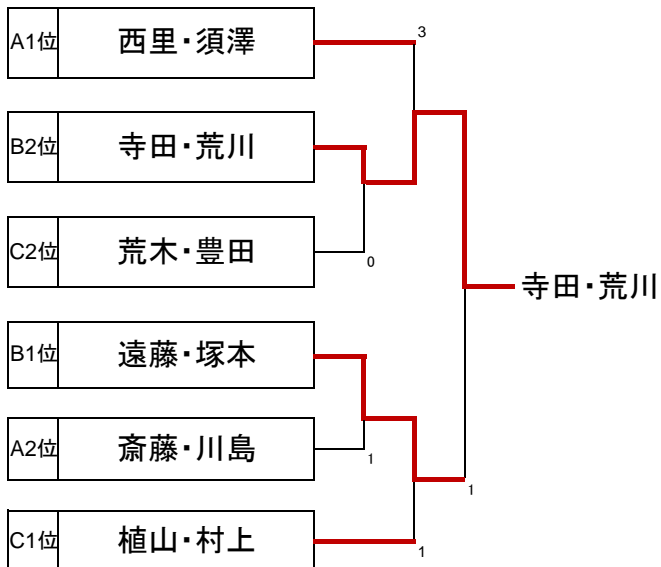 A1位 西里・須澤
3
B2位 寺田・荒川
C2位 荒木・豊田
0
寺田・荒川
B1位 遠藤・塚本
A2位 斎藤・川島
1
1
C1位 植山・村上
1